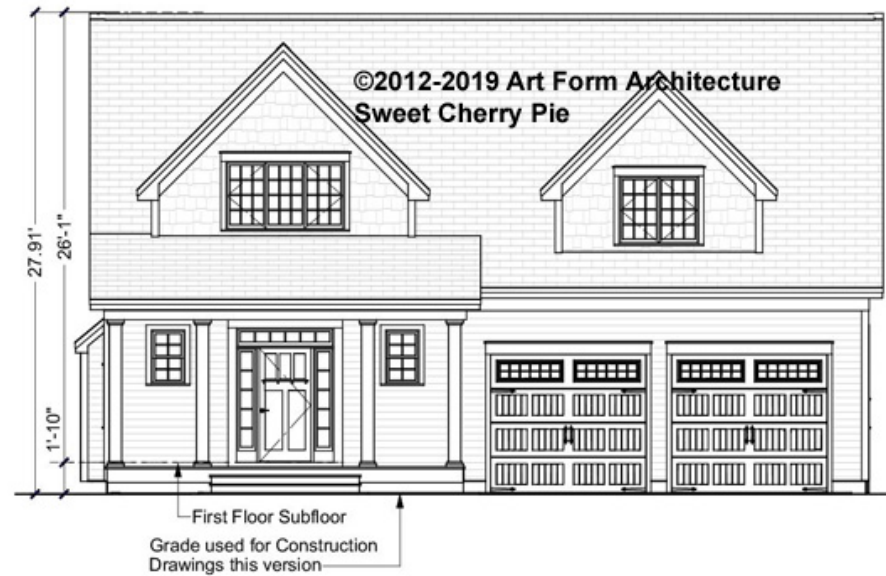 ©2012-2019 Art Form Architecture
Sweet Cherry Pie
27.91'
26'-1"
1'-10"
First Floor Subfloor
Grade used for Construction
Drawings this version